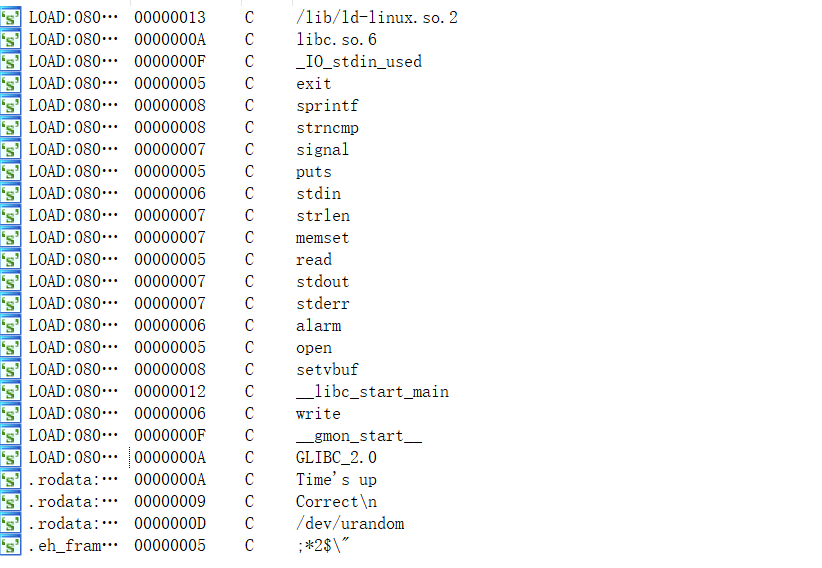 's' LOAD:080… 00000013 C /lib/ld-linux.so.2
's' LOAD:080… 0000000A C libc.so.6
's' LOAD:080… 0000000F C _IO_stdin_used
's' LOAD:080… 00000005 C exit
's' LOAD:080… 00000008 C sprintf
's' LOAD:080… 00000008 C strncmp
's' LOAD:080… 00000007 C signal
's' LOAD:080… 00000005 C puts
's' LOAD:080… 00000006 C stdin
's' LOAD:080… 00000007 C strlen
's' LOAD:080… 00000007 C memset
's' LOAD:080… 00000005 C read
's' LOAD:080… 00000007 C stdout
's' LOAD:080… 00000007 C stderr
's' LOAD:080… 00000006 C alarm
's' LOAD:080… 00000005 C open
's' LOAD:080… 00000008 C setvbuf
's' LOAD:080… 00000012 C __libc_start_main
's' LOAD:080… 00000006 C write
's' LOAD:080… 0000000F C __gmon_start__
's' LOAD:080… 0000000A C GLIBC_2.0
's' .rodata:… 0000000A C Time's up
's' .rodata:… 00000009 C Correct\n
's' .rodata:… 0000000D C /dev/urandom
's' .eh_fram… 00000005 C ;*2$\"